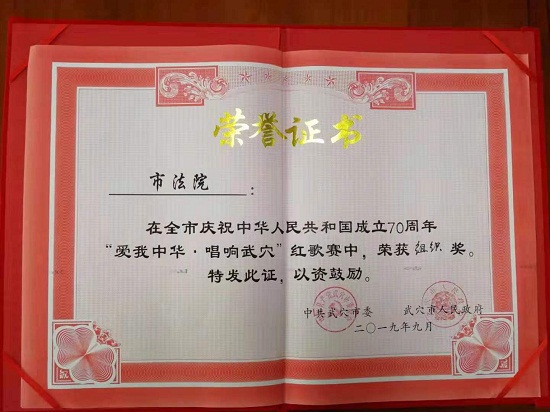 荣誉证书
市法院：
在全市庆祝中华人民共和国成立70周年
“爱我中华·唱响武穴”红歌赛中，荣获组织奖。
特发此证，以资鼓励。
中共武穴市委 武穴市人民政府
二〇一九年九月